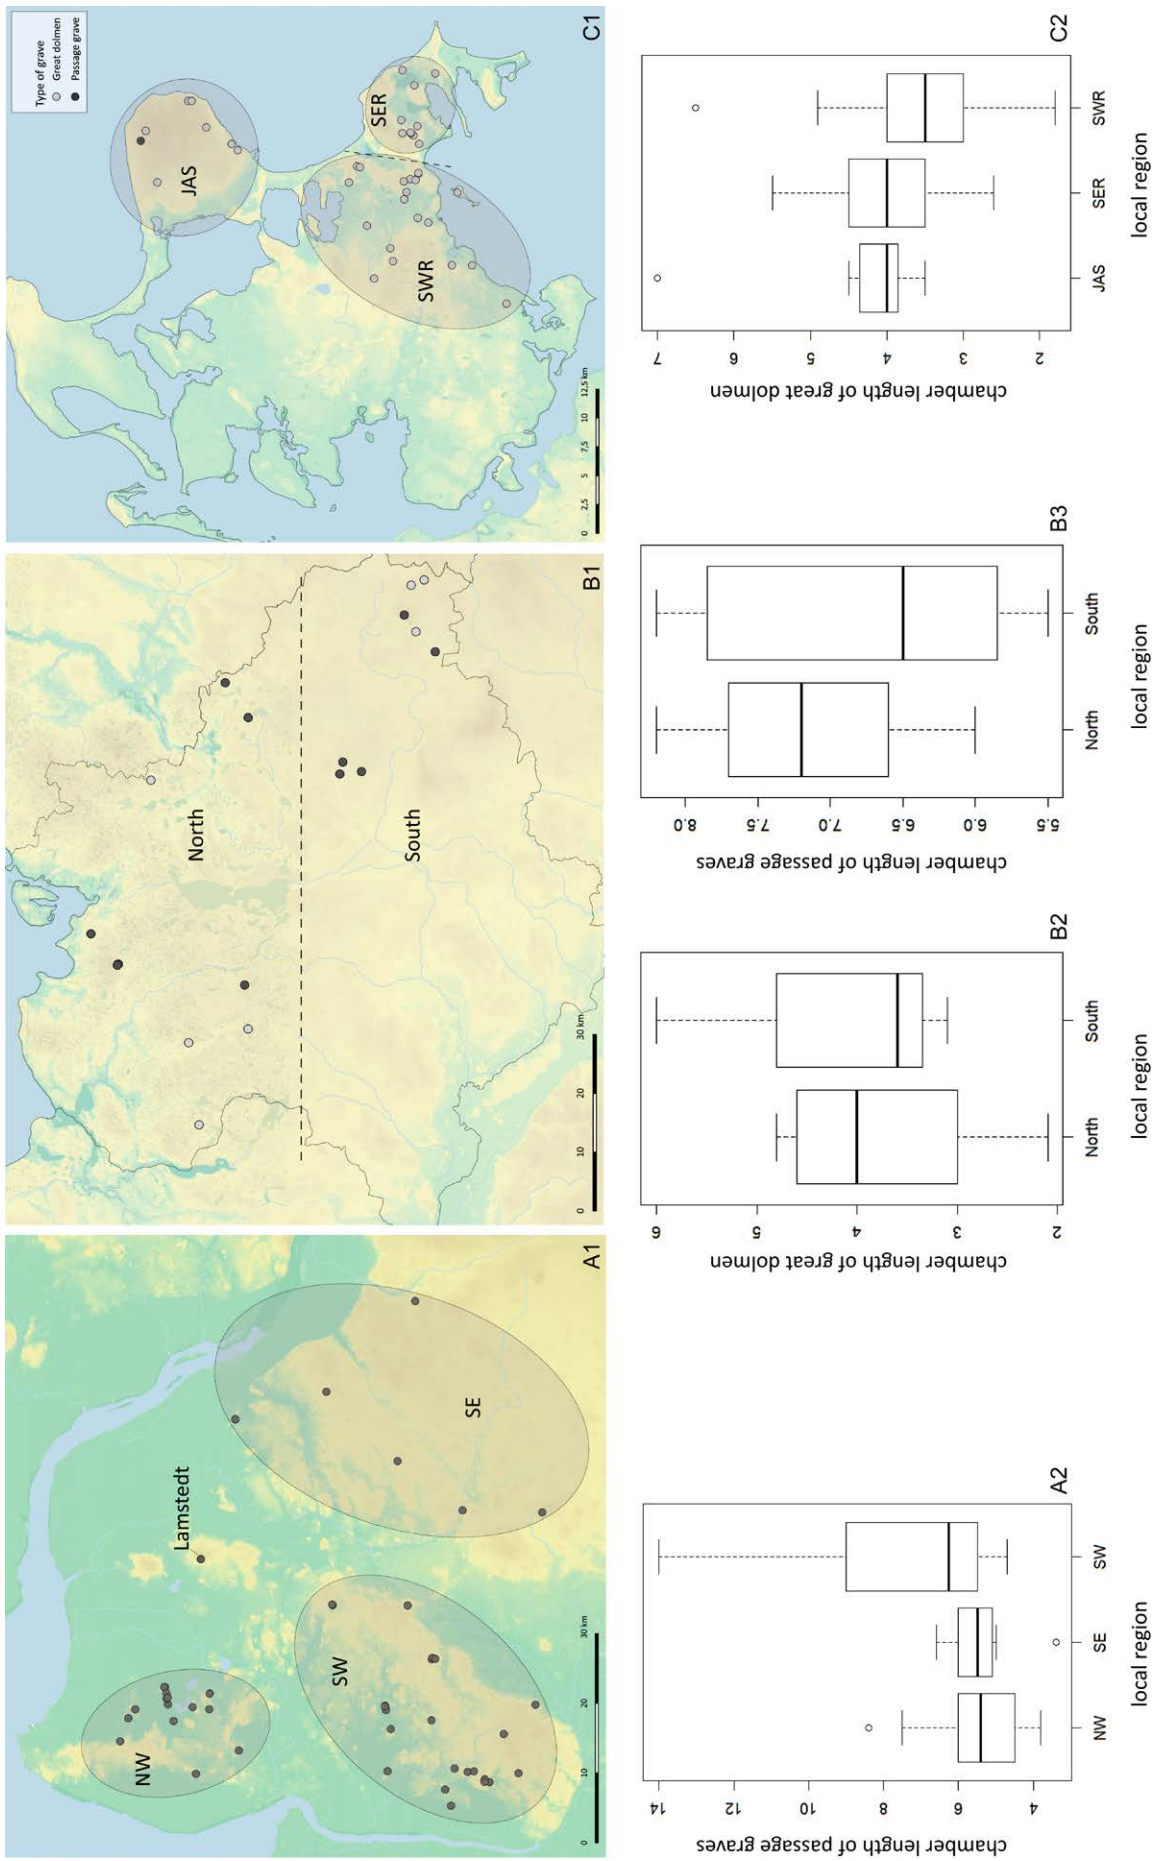 NW
SW
SE
Lamstedt
0 10 20 30 km
A1
North
South
0 10 20 30 km
B1
Type of grave
Great dolmen
Passage grave
JAS
SWR
SER
0 2,5 5 7,5 10 12,5 km
C1
chamber length of passage graves
4 6 8 10 12 14
NW SE SW
local region
A2
chamber length of great dolmen
2 3 4 5 6
North South
local region
B2
chamber length of passage graves
5.5 6.0 6.5 7.0 7.5 8.0
North South
local region
B3
chamber length of great dolmen
2 3 4 5 6 7
JAS SER SWR
local region
C2